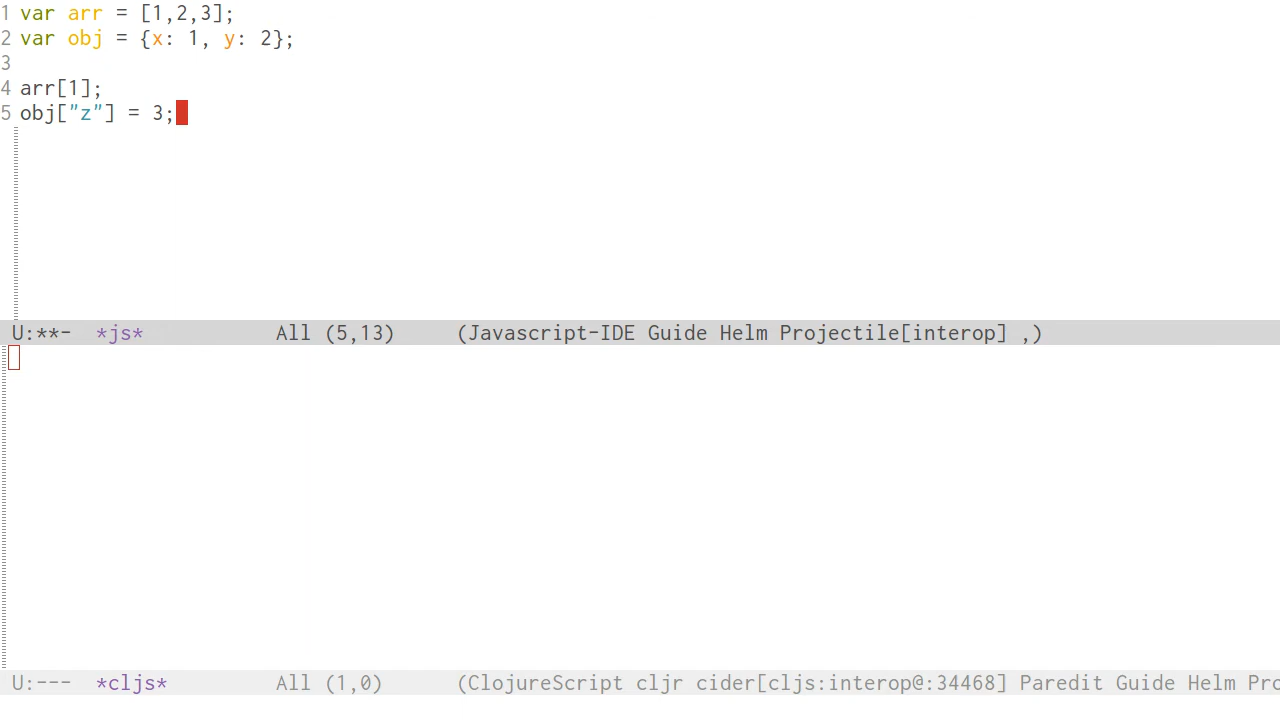 1 var arr = [1,2,3];
2 var obj = {x: 1, y: 2};
3
4 arr[1];
5 obj["z"] = 3;
U:**- *js* All (5,13) (Javascript-IDE Guide Helm Projectile[interop] ,)
U:--- *cljs* All (1,0) (ClojureScript cljr cider[cljs:interop@:34468] Paredit Guide Helm Pro